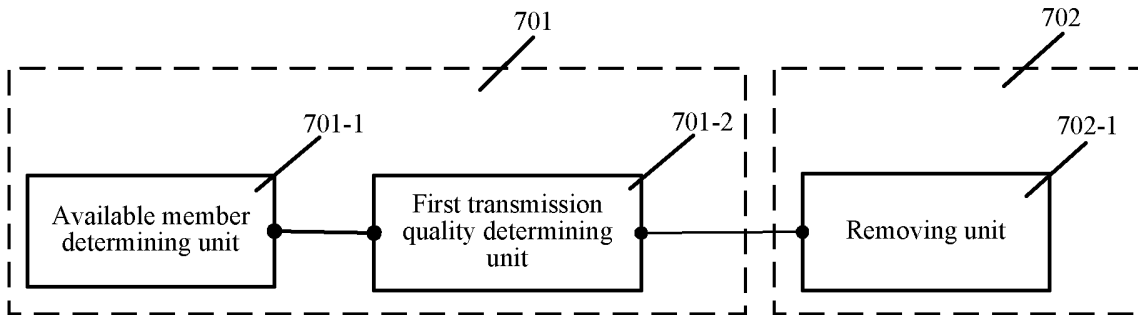 701
702
701-1
701-2
702-1
Available member
determining unit
First transmission
quality determining
unit
Removing unit